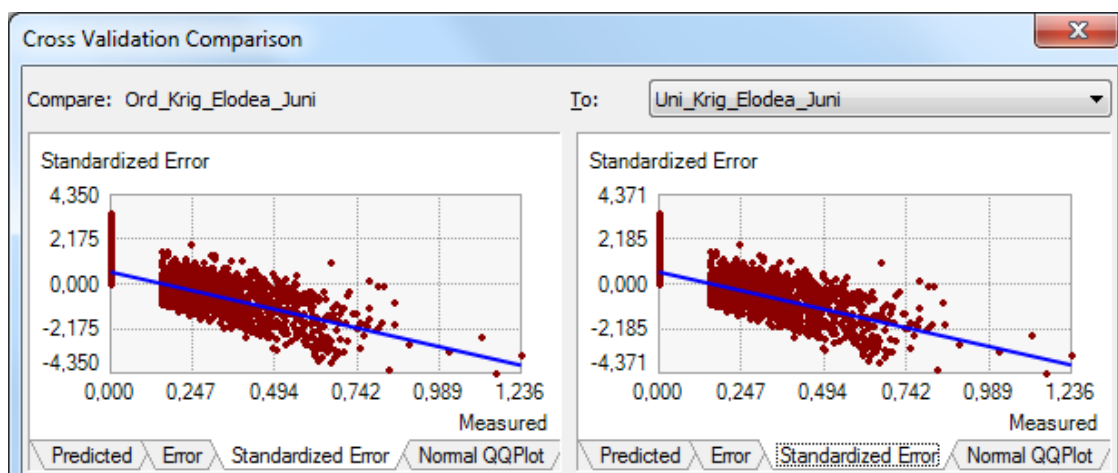 Cross Validation Comparison
Compare: Ord_Krig_Elodea_Juni
To: Uni_Krig_Elodea_Juni
Standardized Error
4,350
2,175
0,000
-2,175
-4,350
0,000 0,247 0,494 0,742 0,989 1,236
Measured
Predicted Error Standardized Error Normal QQPlot
Standardized Error
4,371
2,185
0,000
-2,185
-4,371
0,000 0,247 0,494 0,742 0,989 1,236
Measured
Predicted Error Standardized Error Normal QQPlot